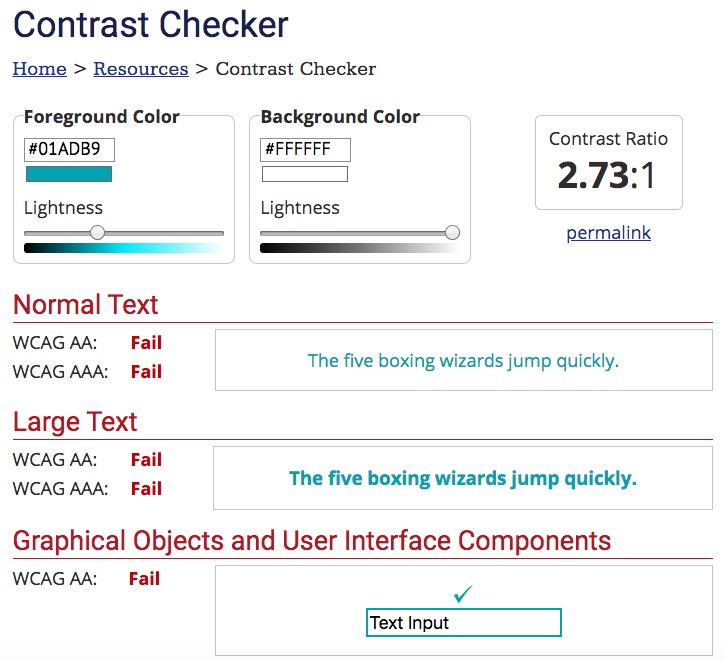 Contrast Checker
Home > Resources > Contrast Checker
Foreground Color
#01ADB9
Lightness
Background Color
#FFFFFF
Lightness
Contrast Ratio
2.73:1
permalink
Normal Text
WCAG AA: Fail
WCAG AAA: Fail
The five boxing wizards jump quickly.
Large Text
WCAG AA: Fail
WCAG AAA: Fail
The five boxing wizards jump quickly.
Graphical Objects and User Interface Components
WCAG AA: Fail
Text Input